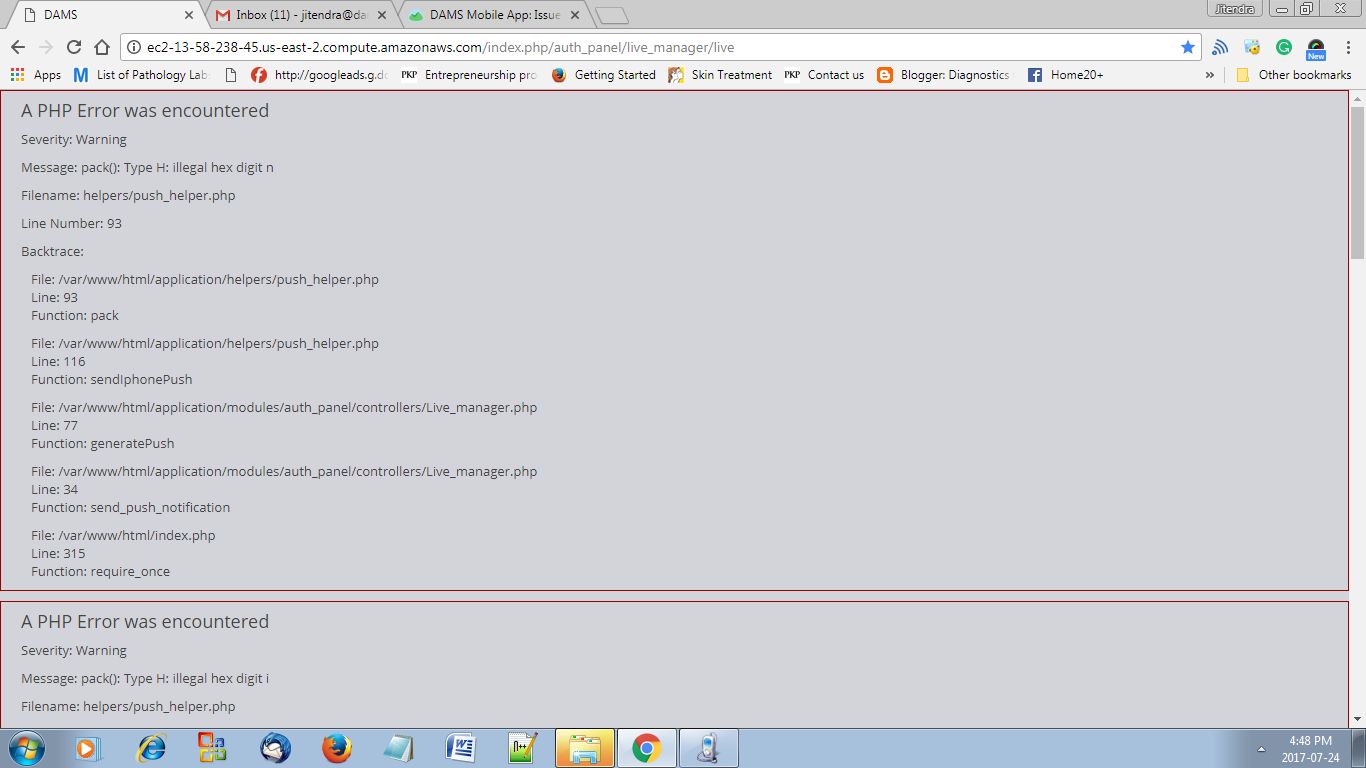 DAMS
Inbox (11) - jitendra@da
DAMS Mobile App: Issue
Jitendra
ec2-13-58-238-45.us-east-2.compute.amazonaws.com/index.php/auth_panel/live_manager/live
New
Apps
List of Pathology Lab
http://googleads.g.d
PKP Entrepreneurship pro
Getting Started
Skin Treatment
PKP Contact us
Blogger: Diagnostics
Home20+
»
Other bookmarks
A PHP Error was encountered
Severity: Warning
Message: pack(): Type H: illegal hex digit n
Filename: helpers/push_helper.php
Line Number: 93
Backtrace:
File: /var/www/html/application/helpers/push_helper.php
Line: 93
Function: pack
File: /var/www/html/application/helpers/push_helper.php
Line: 116
Function: sendIphonePush
File: /var/www/html/application/modules/auth_panel/controllers/Live_manager.php
Line: 77
Function: generatePush
File: /var/www/html/application/modules/auth_panel/controllers/Live_manager.php
Line: 34
Function: send_push_notification
File: /var/www/html/index.php
Line: 315
Function: require_once
A PHP Error was encountered
Severity: Warning
Message: pack(): Type H: illegal hex digit i
Filename: helpers/push_helper.php
4:48 PM
2017-07-24